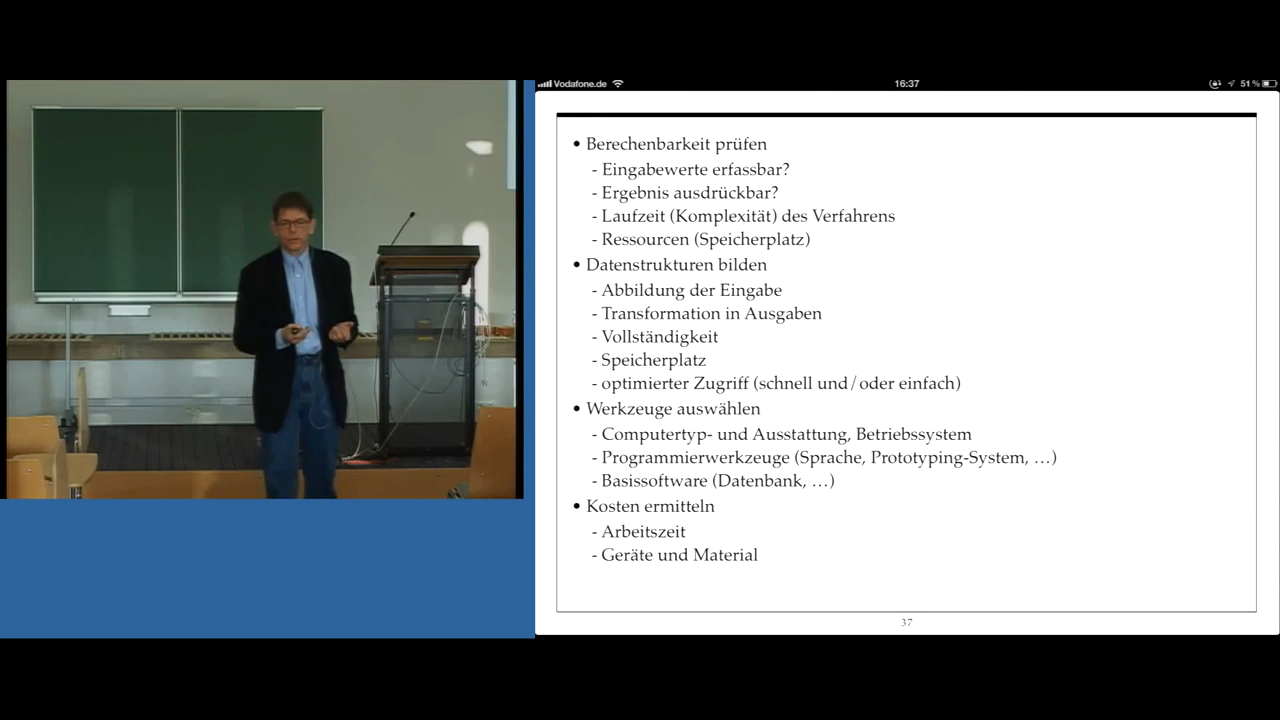 Vodafone.de
16:37
51 %
• Berechenbarkeit prüfen
- Eingabewerte erfassbar?
- Ergebnis ausdrückbar?
- Laufzeit (Komplexität) des Verfahrens
- Ressourcen (Speicherplatz)
• Datenstrukturen bilden
- Abbildung der Eingabe
- Transformation in Ausgaben
- Vollständigkeit
- Speicherplatz
- optimierter Zugriff (schnell und/oder einfach)
• Werkzeuge auswählen
- Computertyp- und Ausstattung, Betriebssystem
- Programmierwerkzeuge (Sprache, Prototyping-System, …)
- Basissoftware (Datenbank, …)
• Kosten ermitteln
- Arbeitszeit
- Geräte und Material
37